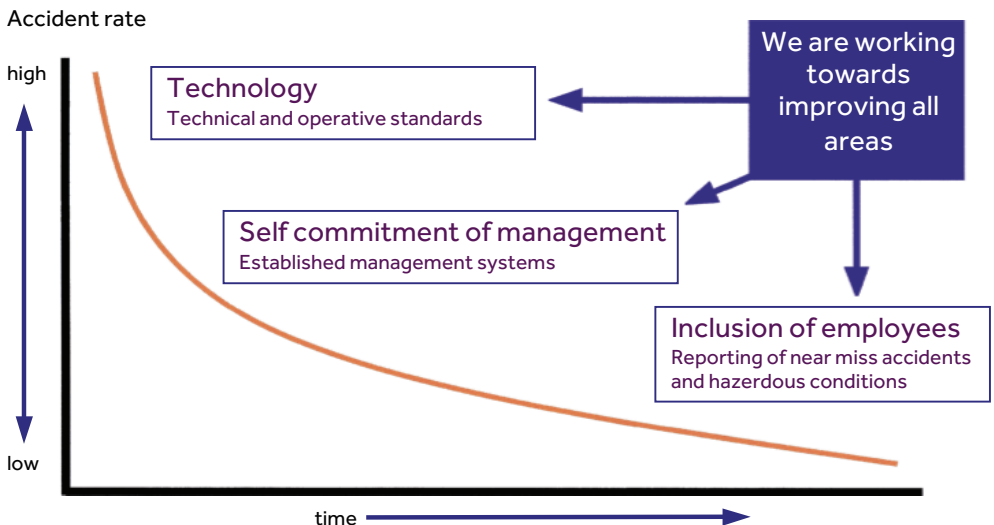 Accident rate
high
Technology
Technical and operative standards
We are working
towards
improving all
areas
Self commitment of management
Established management systems
Inclusion of employees
Reporting of near miss accidents
and hazerdous conditions
low
time